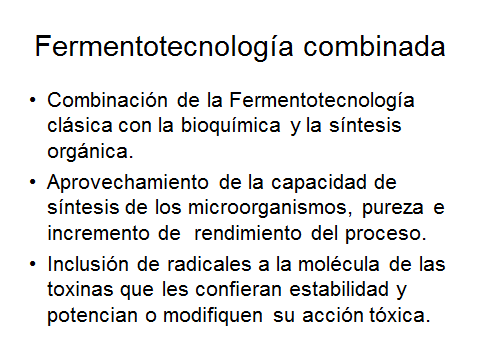 Fermentotecnología combinada
• Combinación de la Fermentotecnología
clásica con la bioquímica y la síntesis
orgánica.
• Aprovechamiento de la capacidad de
síntesis de los microorganismos, pureza e
incremento de rendimiento del proceso.
• Inclusión de radicales a la molécula de las
toxinas que les confieran estabilidad y
potencian o modifiquen su acción tóxica.